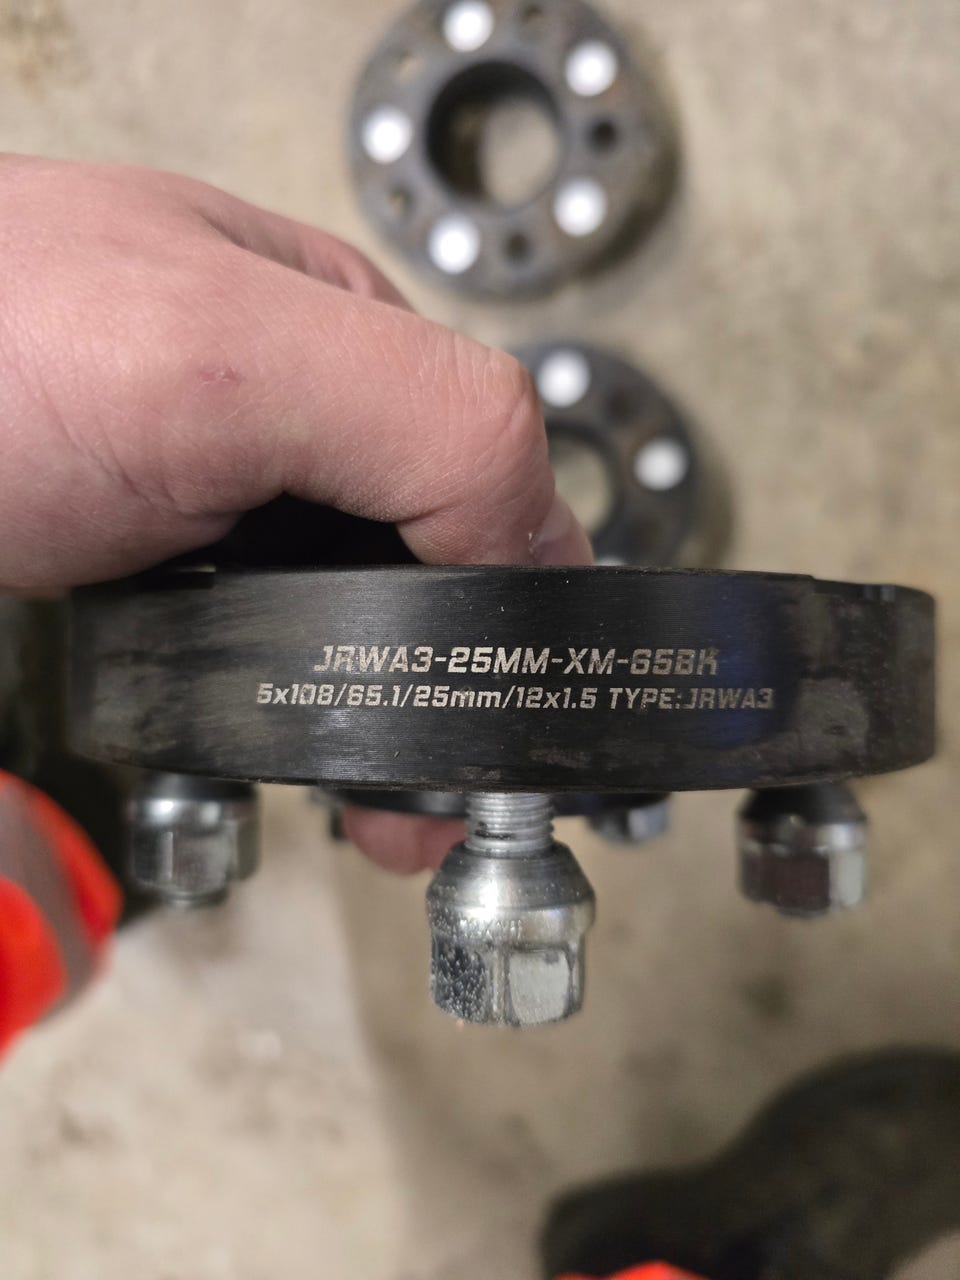 JRWA3-25MM-XM-65BK
5x108/65.1/25mm/12x1.5 TYPE:JRWA3